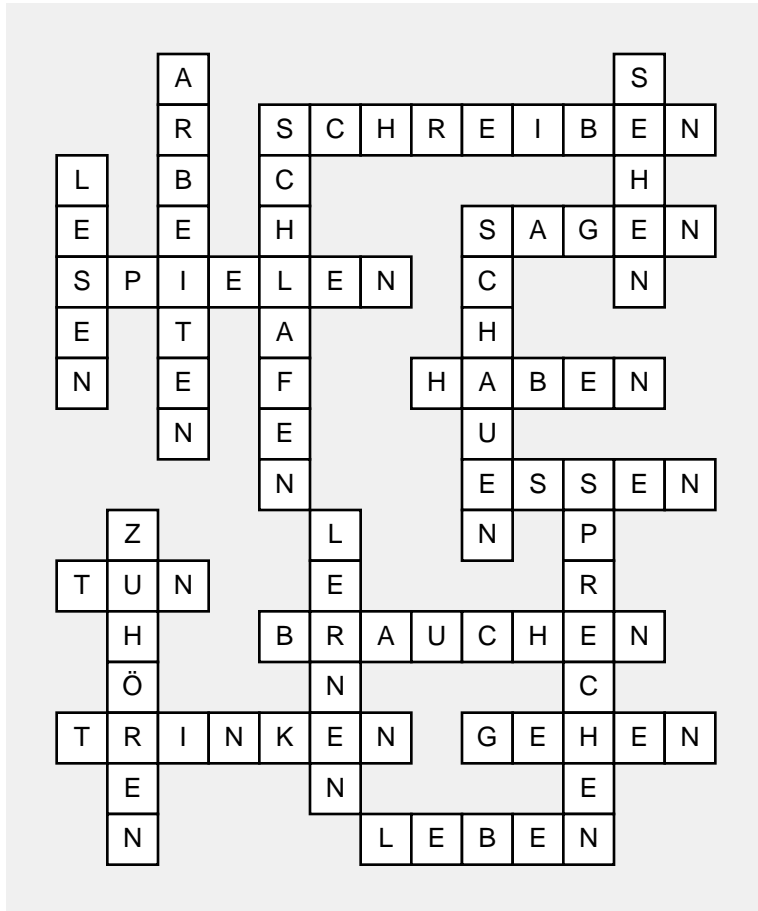 ARBEITEN
SEHEN
SCHREIBEN
SCHLAFEN
LESEN
SAGEN
SCHAUEN
SPIELEN
HABEN
ESSEN
SPRECHEN
ZUHÖREN
LERNEN
TUN
BRAUCHEN
TRINKEN
GEHEN
LEBEN